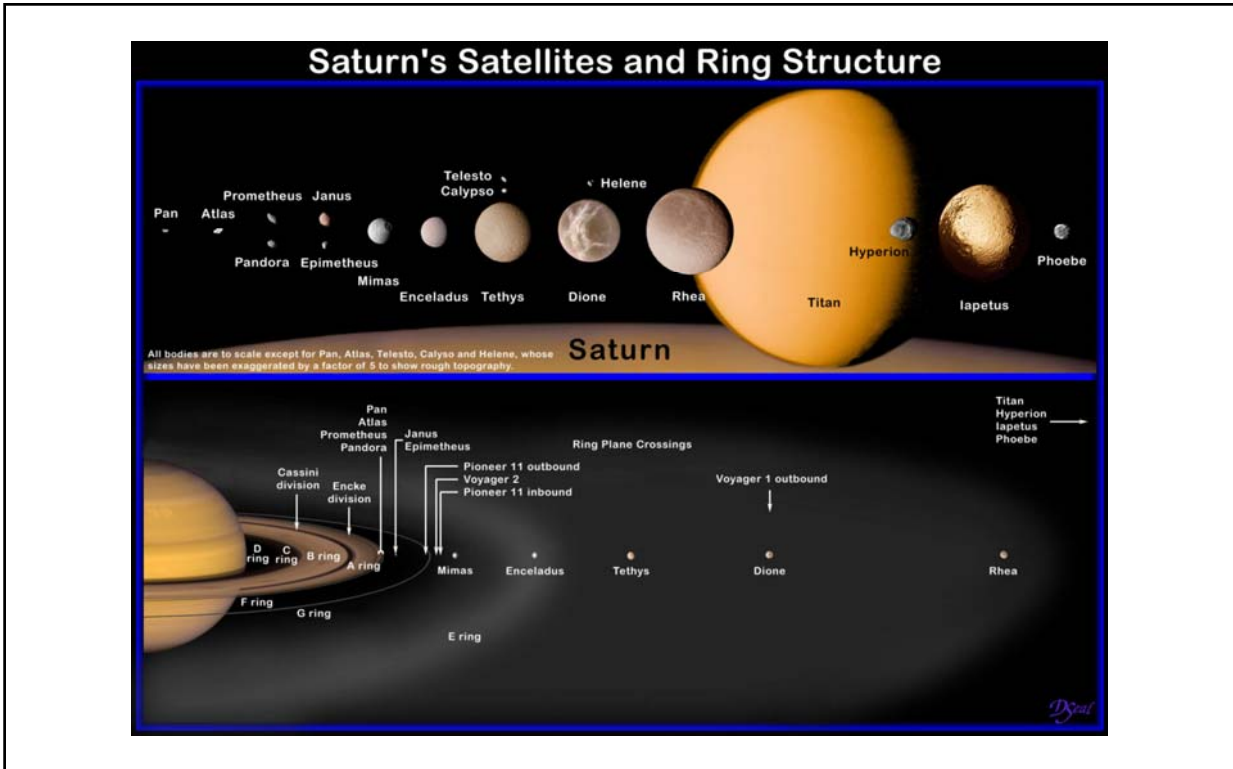 Saturn's Satellites and Ring Structure
Telesto
Calypso
Helene
Prometheus
Janus
Pan
Atlas
Pandora
Epimetheus
Mimas
Enceladus
Tethys
Dione
Rhea
Titan
Hyperion
Iapetus
Phoebe
Saturn
All bodies are to scale except for Pan, Atlas, Telesto, Calyso and Helene, whose
sizes have been exaggerated by a factor of 5 to show rough topography.
Pan
Atlas
Prometheus
Pandora
Janus
Epimetheus
Ring Plane Crossings
Titan
Hyperion
Iapetus
Phoebe
Cassini
division
Encke
division
Pioneer 11 outbound
Voyager 2
Pioneer 11 inbound
Voyager 1 outbound
D
ring
C
ring
B ring
A ring
Mimas
Enceladus
Tethys
Dione
Rhea
F ring
G ring
E ring
DSeal